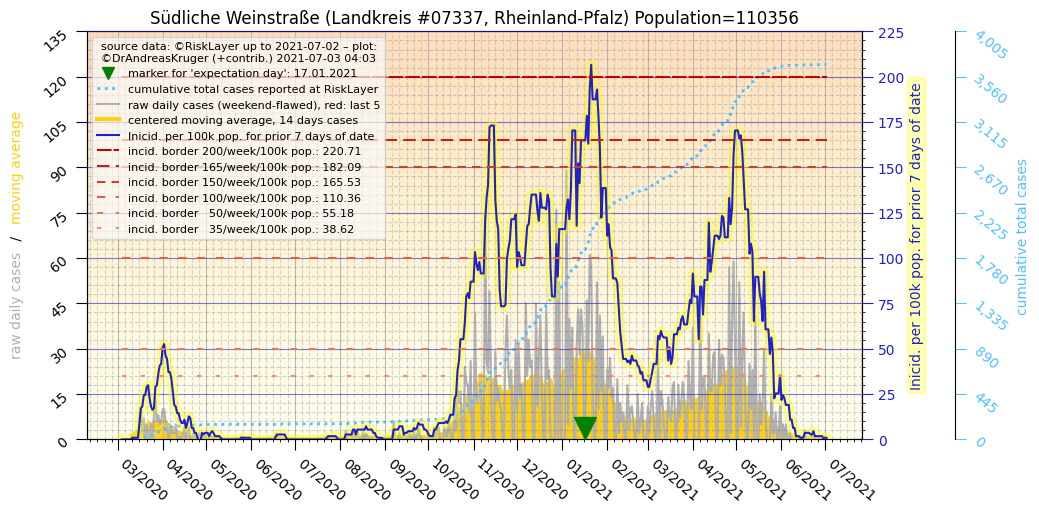 Südliche Weinstraße (Landkreis #07337, Rheinland-Pfalz) Population=110356
source data: ©RiskLayer up to 2021-07-02 – plot:
©DrAndreasKruger (+contrib.) 2021-07-03 04:03
marker for 'expectation day': 17.01.2021
cumulative total cases reported at RiskLayer
raw daily cases (weekend-flawed), red: last 5
centered moving average, 14 days cases
Inicid. per 100k pop. for prior 7 days of date
incid. border 200/week/100k pop.: 220.71
incid. border 165/week/100k pop.: 182.09
incid. border 150/week/100k pop.: 165.53
incid. border 100/week/100k pop.: 110.36
incid. border 50/week/100k pop.: 55.18
incid. border 35/week/100k pop.: 38.62
raw daily cases / moving average
135
120
105
90
75
60
45
30
15
0
03/2020
04/2020
05/2020
06/2020
07/2020
08/2020
09/2020
10/2020
11/2020
12/2020
01/2021
02/2021
03/2021
04/2021
05/2021
06/2021
07/2021
225
200
175
150
125
100
75
50
25
0
Inicid. per 100k pop. for prior 7 days of date
4,005
3,560
3,115
2,670
2,225
1,780
1,335
890
445
0
cumulative total cases